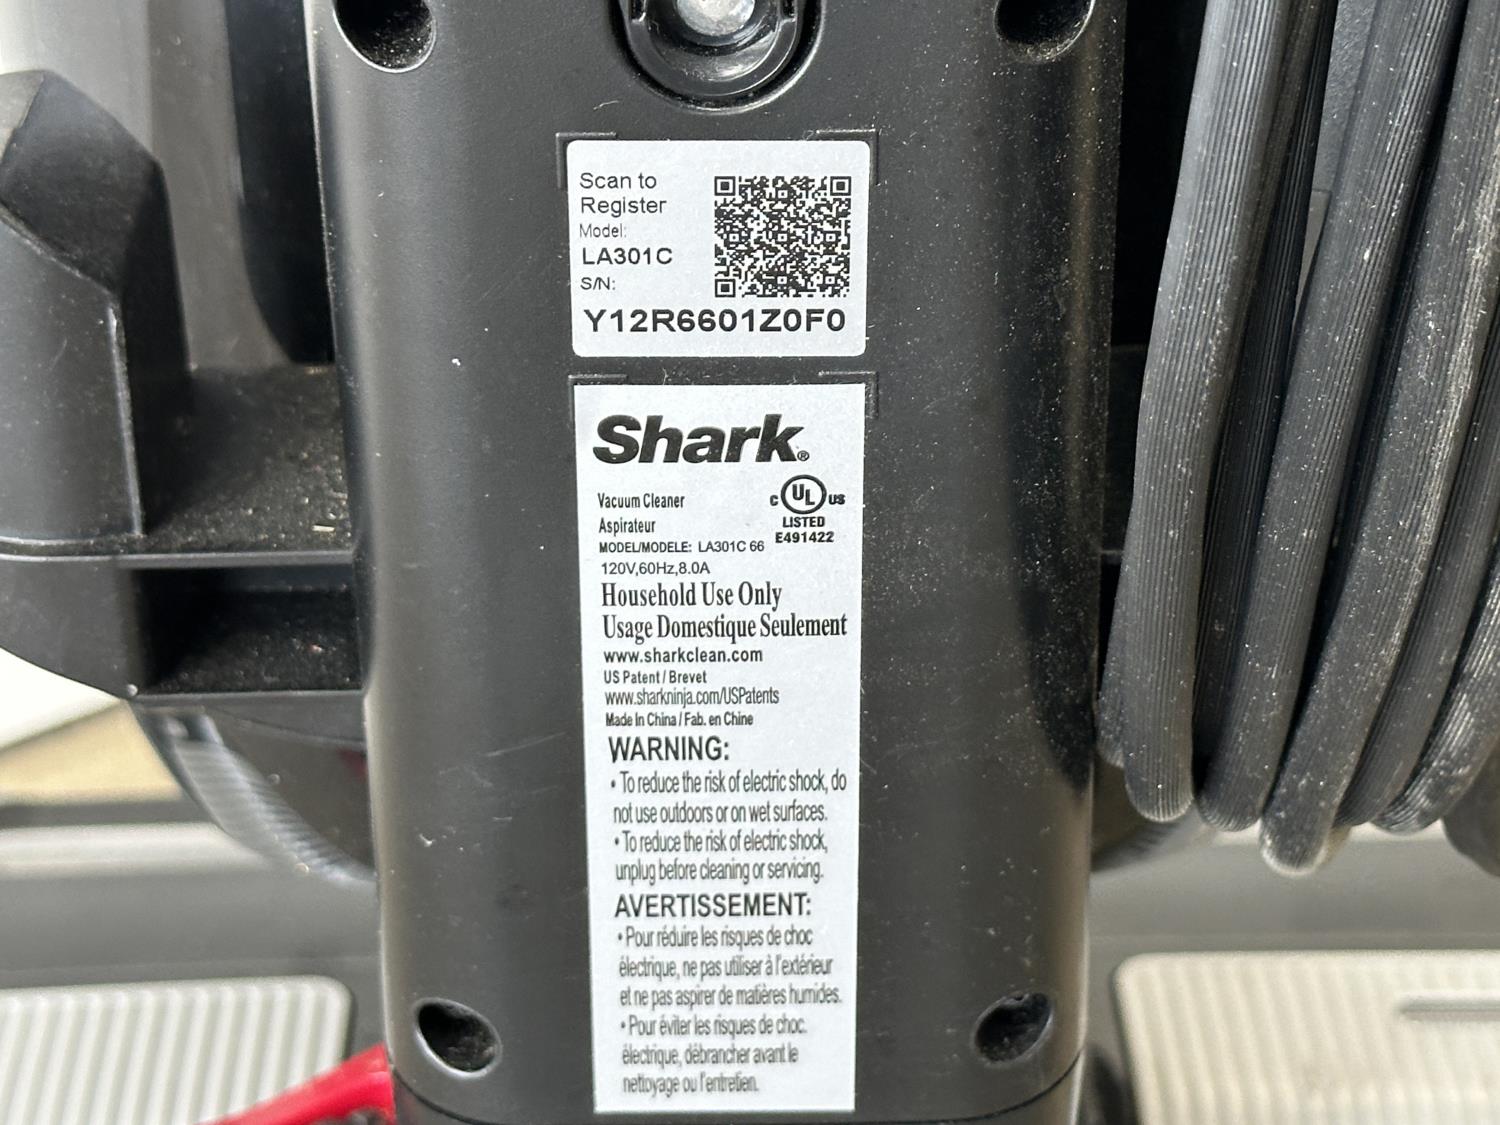 Scan to
Register
Model:
LA301C
S/N:
Y12R6601Z0F0
Shark®
Vacuum Cleaner
Aspirateur
C UL US
LISTED
E491422
MODEL/MODELE: LA301C 66
120V,60Hz,8.0A
Household Use Only
Usage Domestique Seulement
www.sharkclean.com
US Patent / Brevet
www.sharkninja.com/USPatents
Made In China / Fab. en Chine
WARNING:
• To reduce the risk of electric shock, do
not use outdoors or on wet surfaces.
• To reduce the risk of electric shock,
unplug before cleaning or servicing.
AVERTISSEMENT:
• Pour réduire les risques de choc
électrique, ne pas utiliser à l'extérieur
et ne pas aspirer de matières humides.
• Pour éviter les risques de choc.
électrique, débrancher avant le
nettoyage ou l'entretien.